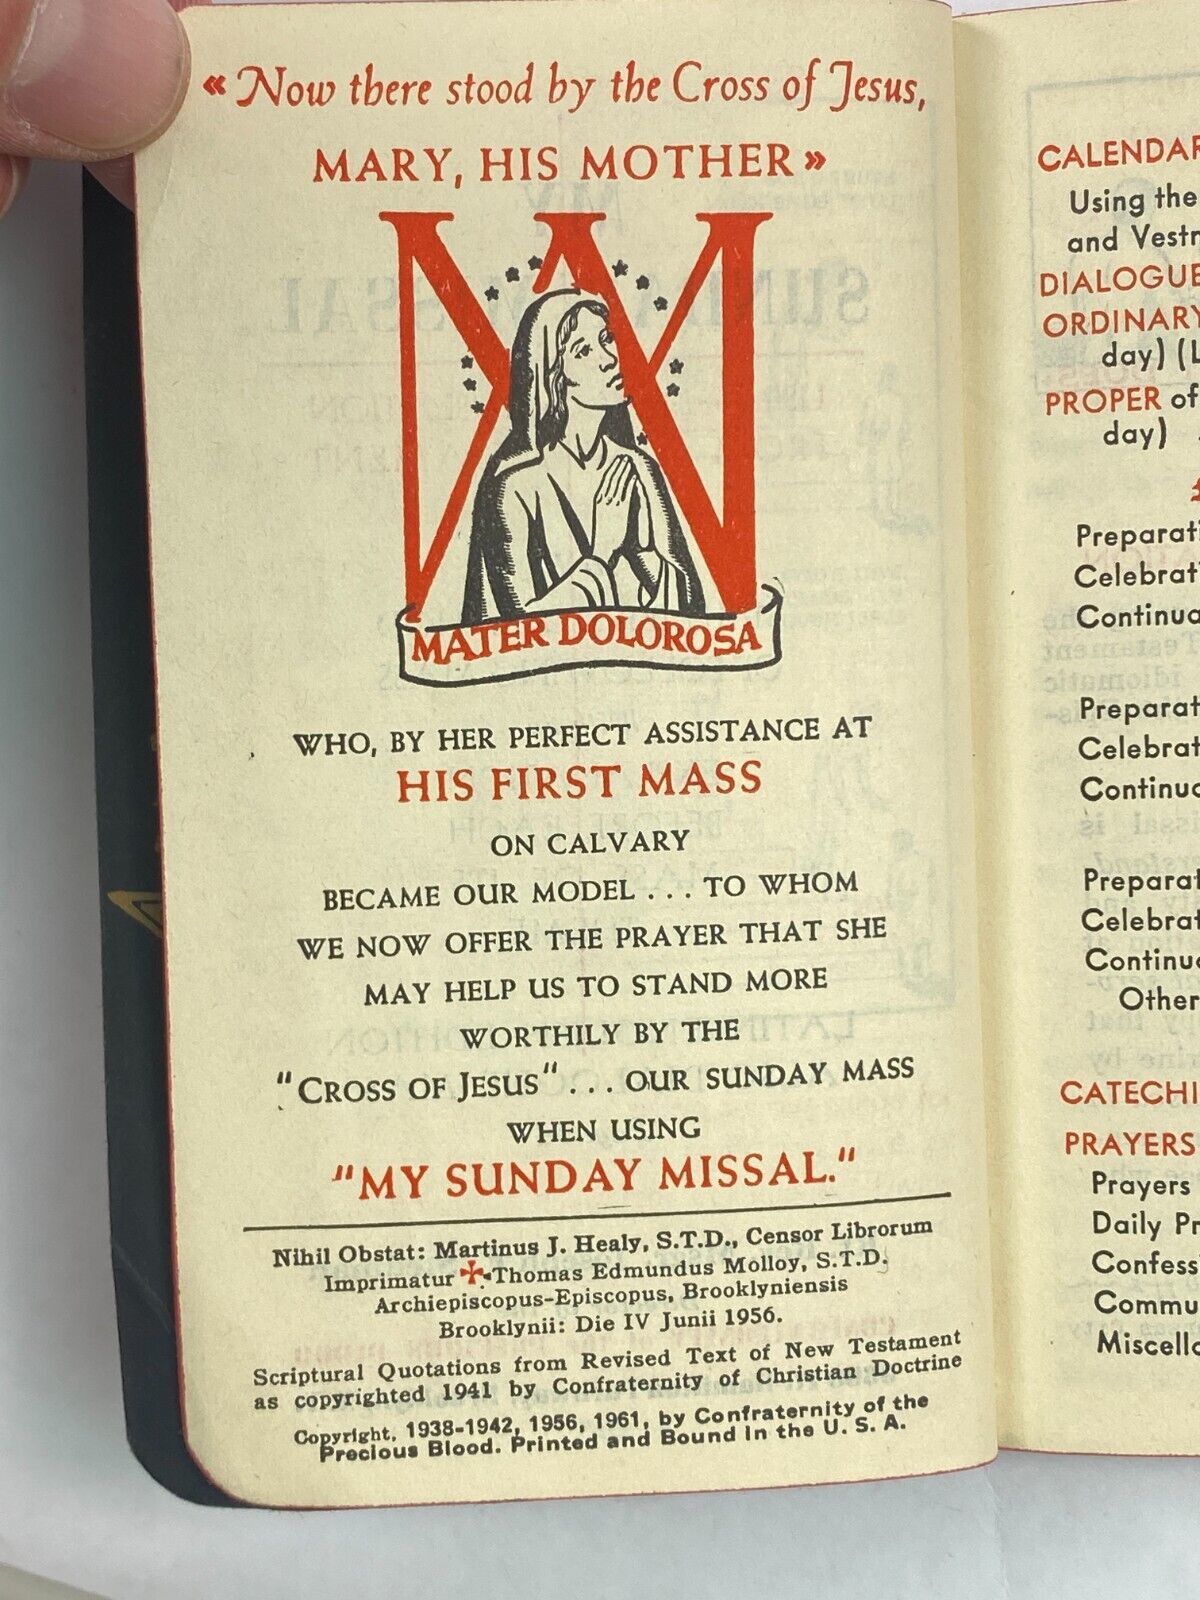 «Now there stood by the Cross of Jesus,
MARY, HIS MOTHER»
MATER DOLOROSA
WHO, BY HER PERFECT ASSISTANCE AT
HIS FIRST MASS
ON CALVARY
BECAME OUR MODEL . . . TO WHOM
WE NOW OFFER THE PRAYER THAT SHE
MAY HELP US TO STAND MORE
WORTHILY BY THE
"CROSS OF JESUS" . . . OUR SUNDAY MASS
WHEN USING
"MY SUNDAY MISSAL."
Nihil Obstat: Martinus J. Healy, S.T.D., Censor Librorum
Imprimatur ✠ Thomas Edmundus Molloy, S.T.D.
Archiepiscopus-Episcopus, Brooklyniensis
Brooklynii: Die IV Junii 1956.
Scriptural Quotations from Revised Text of New Testament
as copyrighted 1941 by Confraternity of Christian Doctrine
Copyright, 1938-1942, 1956, 1961, by Confraternity of the
Precious Blood. Printed and Bound in the U. S. A.
CALENDAR
Using the
and Vestm
DIALOGUE
ORDINARY
day) (L
PROPER of
day)
Preparati
Celebrati
Continua
Preparat
Celebrat
Continua
Preparat
Celebrat
Continua
Other
CATECHI
PRAYERS
Prayers
Daily Pr
Confess
Commu
Miscella